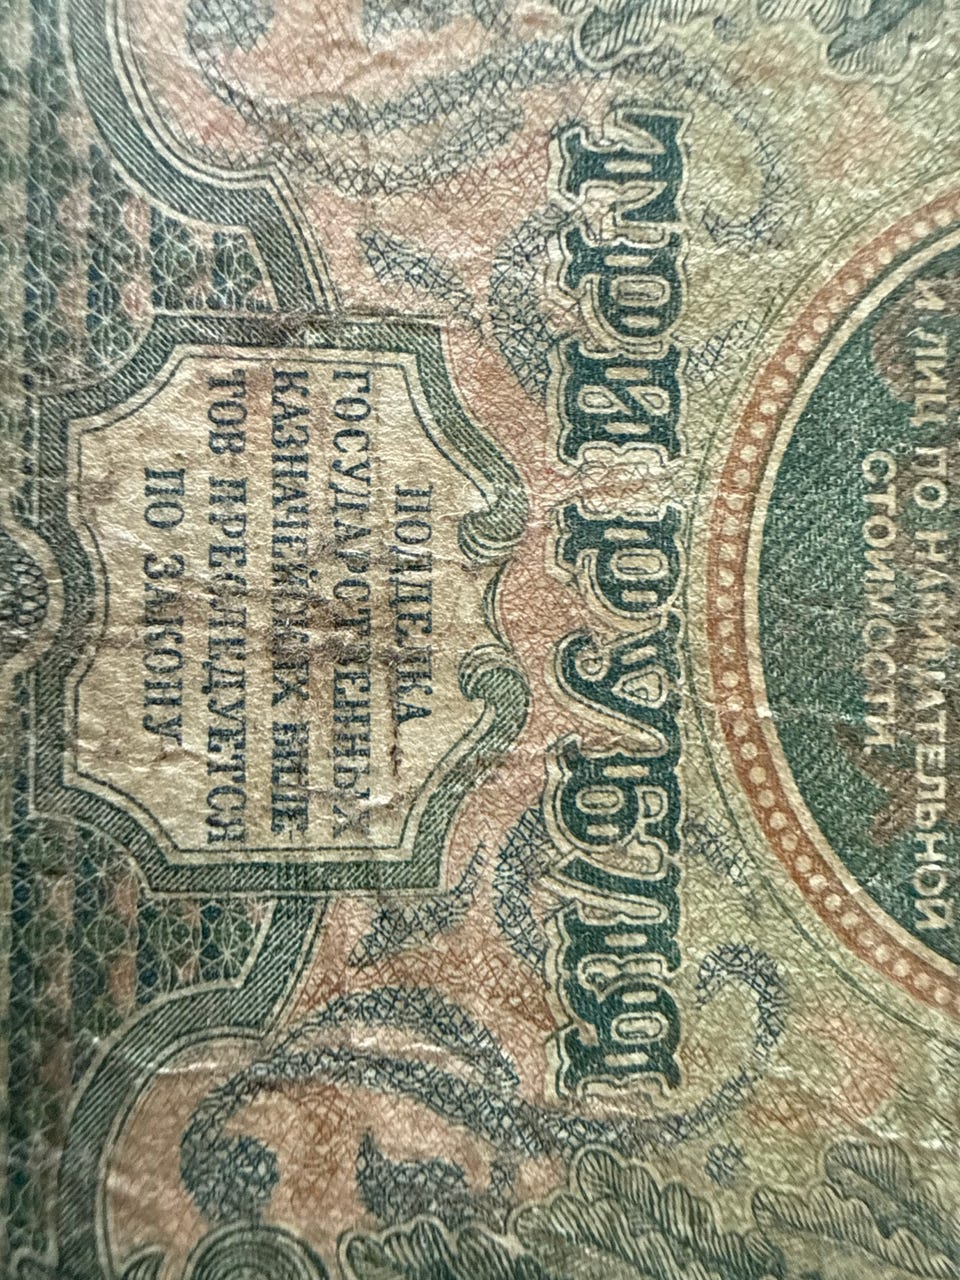 И ЛИЦ ПО НАРИЦАТЕЛЬНОЙ
СТОИМОСТИ
Три рубля
ПОДДЕЛКА
ГОСУДАРСТВЕННЫХ
КАЗНАЧЕЙСКИХ БИЛЕ-
ТОВ ПРЕСЛЕДУЕТСЯ
ПО ЗАКОНУ